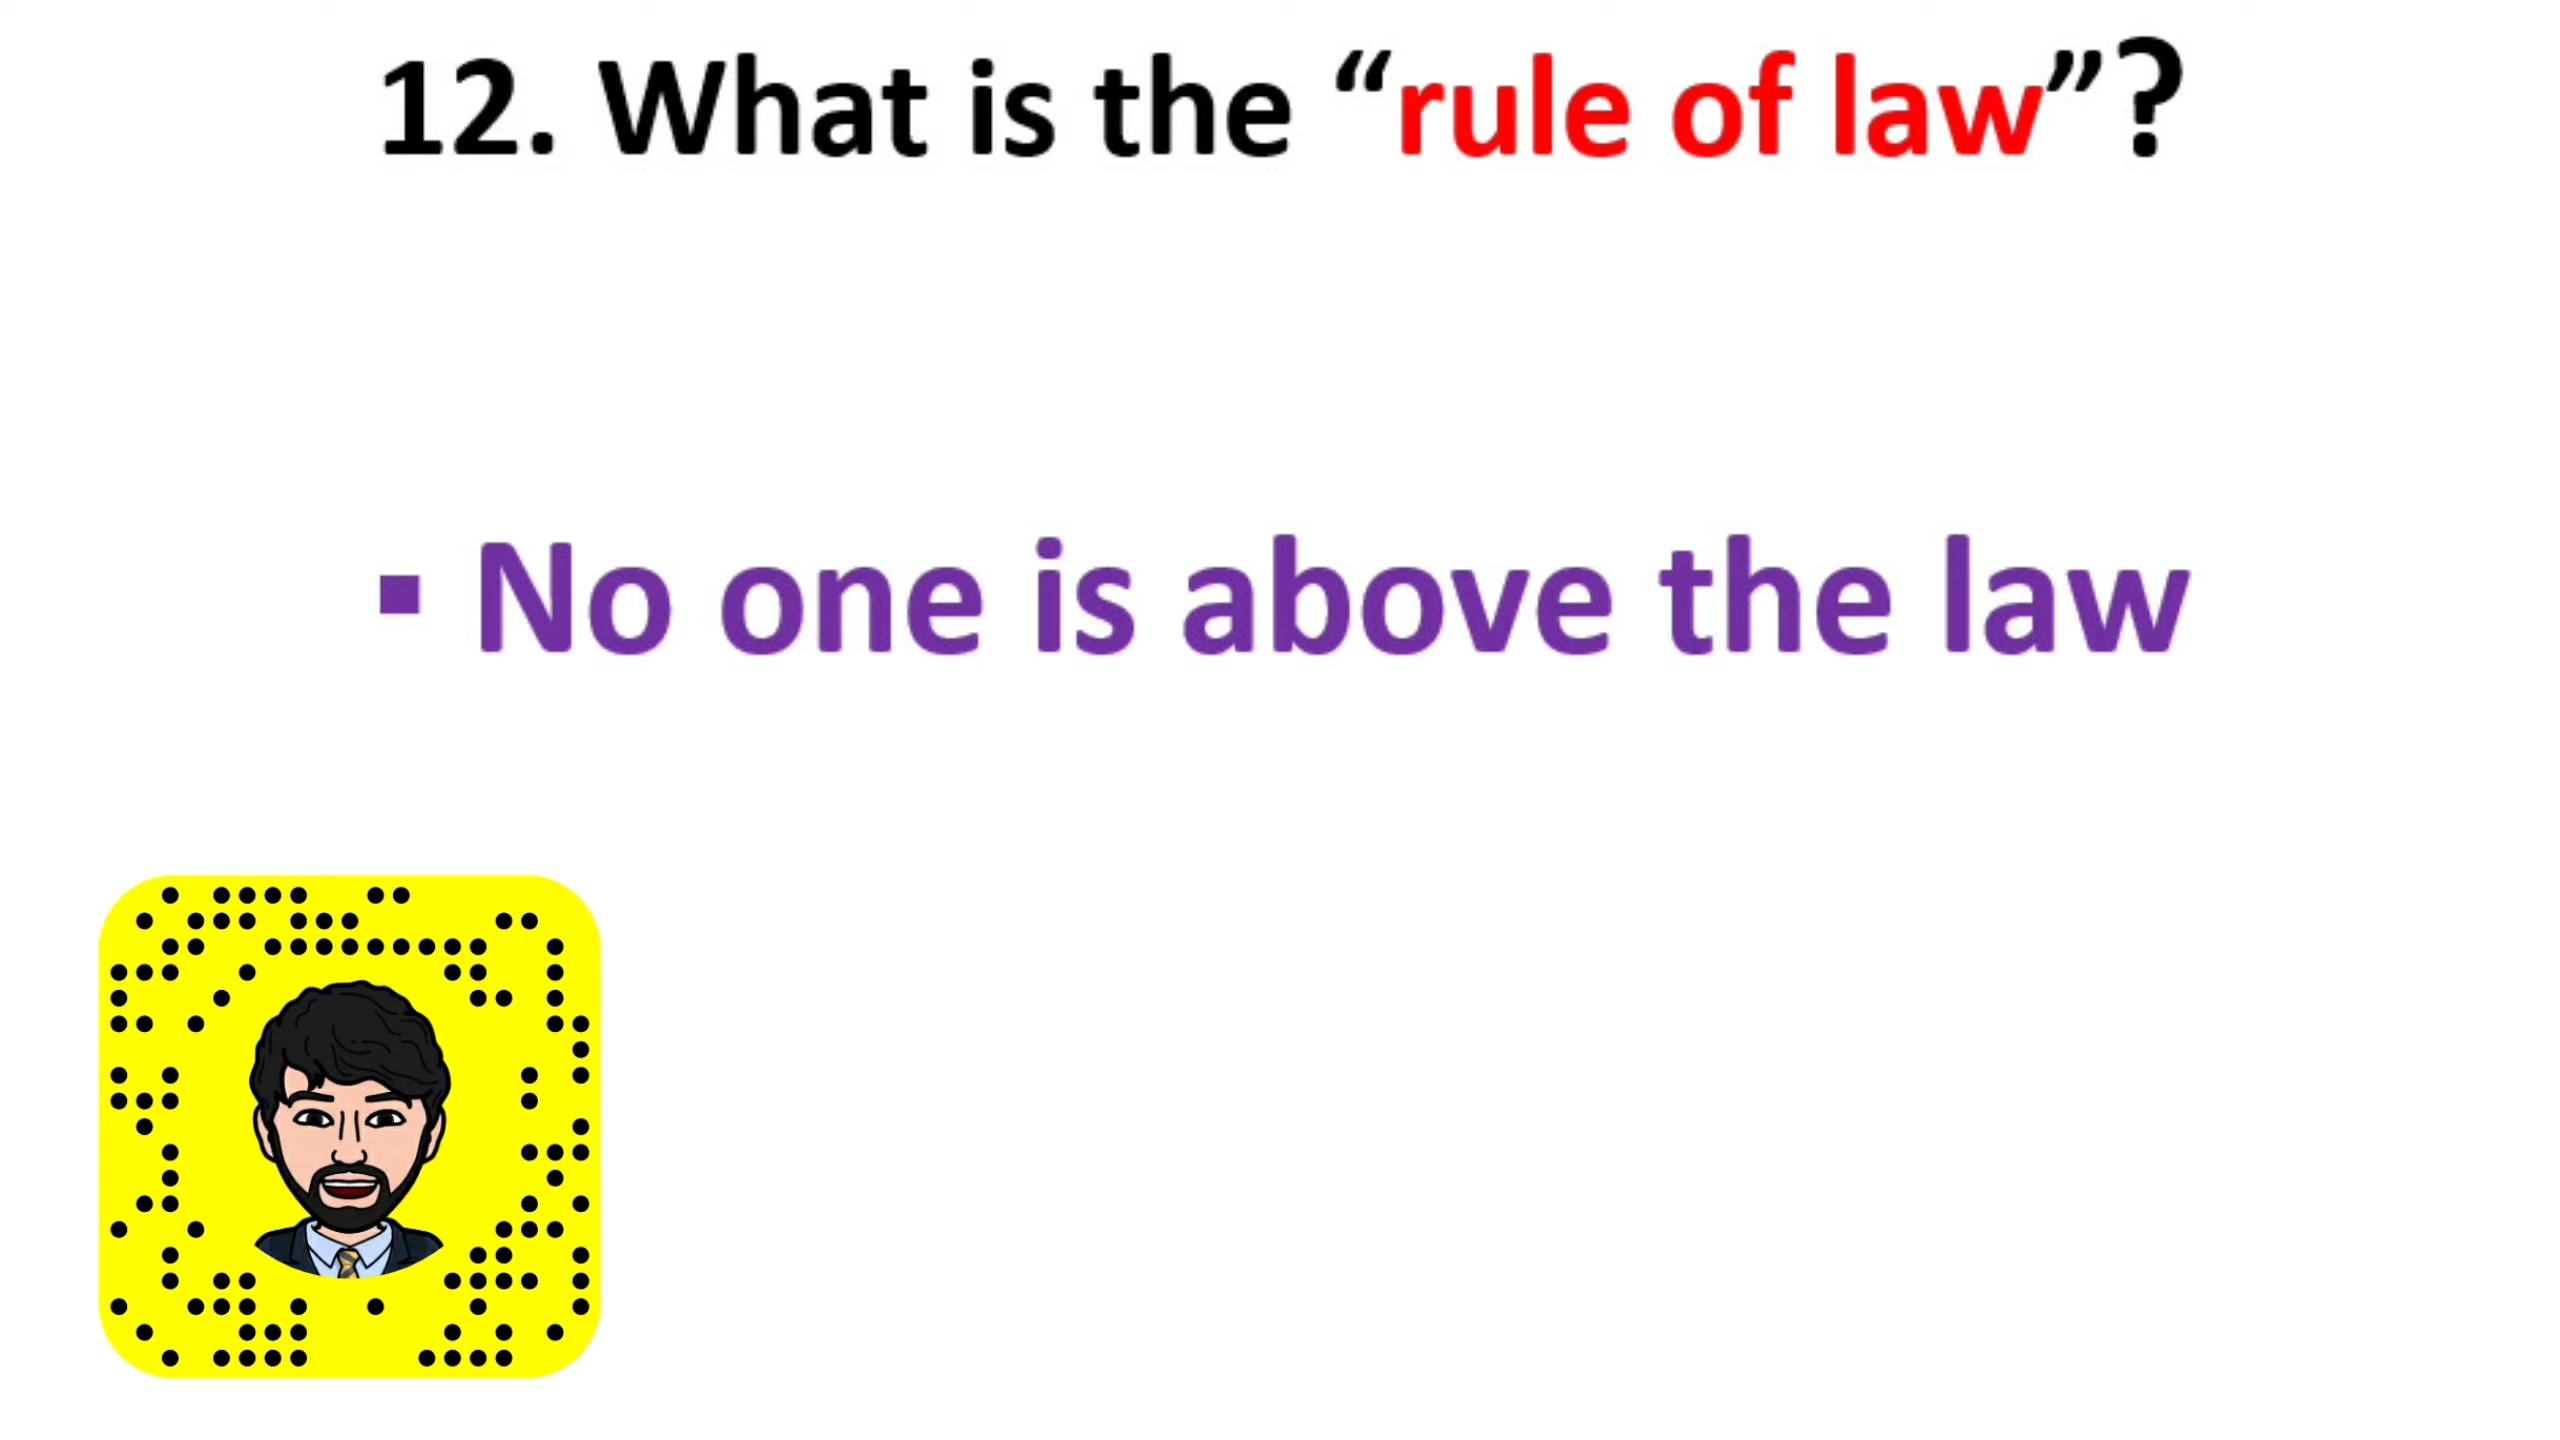 12. What is the “rule of law”?
▪ No one is above the law